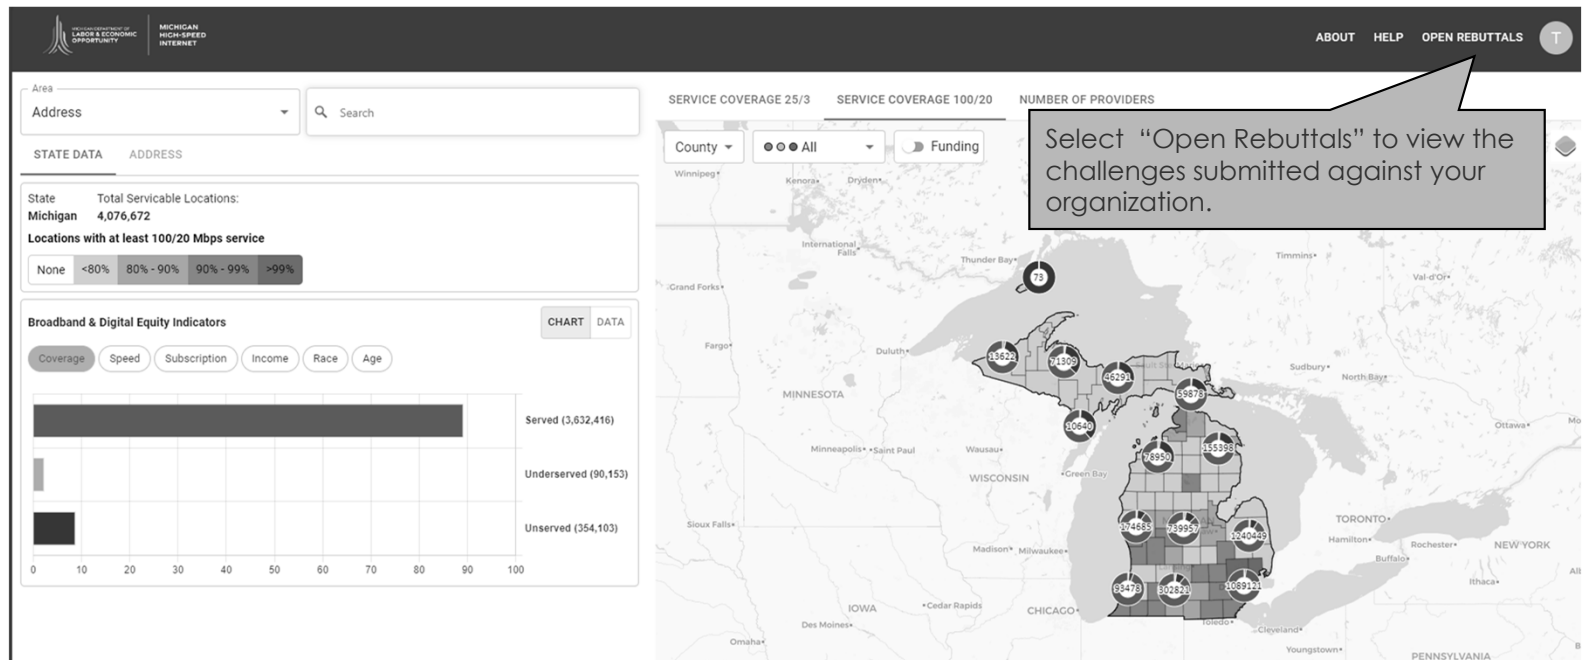 MICHIGAN DEPARTMENT OF
LABOR & ECONOMIC
OPPORTUNITY
MICHIGAN
HIGH-SPEED
INTERNET
ABOUT HELP OPEN REBUTTALS T
Area
Address
Search
STATE DATA ADDRESS
State Total Servicable Locations:
Michigan 4,076,672
Locations with at least 100/20 Mbps service
None <80% 80% - 90% 90% - 99% >99%
Broadband & Digital Equity Indicators
CHART DATA
Coverage Speed Subscription Income Race Age
Served (3,632,416)
Underserved (90,153)
Unserved (354,103)
0 10 20 30 40 50 60 70 80 90 100
SERVICE COVERAGE 25/3 SERVICE COVERAGE 100/20 NUMBER OF PROVIDERS
County All Funding
Select “Open Rebuttals” to view the
challenges submitted against your
organization.
Winnipeg
Kenora Dryden
International
Falls
Thunder Bay
Timmins
Val-d'Or
73
Grand Forks
Fargo
Duluth
13622
71309
46291
59878
Sudbury
North Bay
MINNESOTA
10640
Ottawa
Mo
Minneapolis Saint Paul
Wausau
78950
155398
WISCONSIN
Green Bay
Sioux Falls
174685
739957
1240449
TORONTO
Hamilton
Rochester
NEW YORK
Madison Milwaukee
Buffalo
Ithaca
Alb
93478
302821
1089121
IOWA
Cedar Rapids
CHICAGO
Des Moines
Toledo
Cleveland
Omaha
Youngstown
PENNSYLVANIA